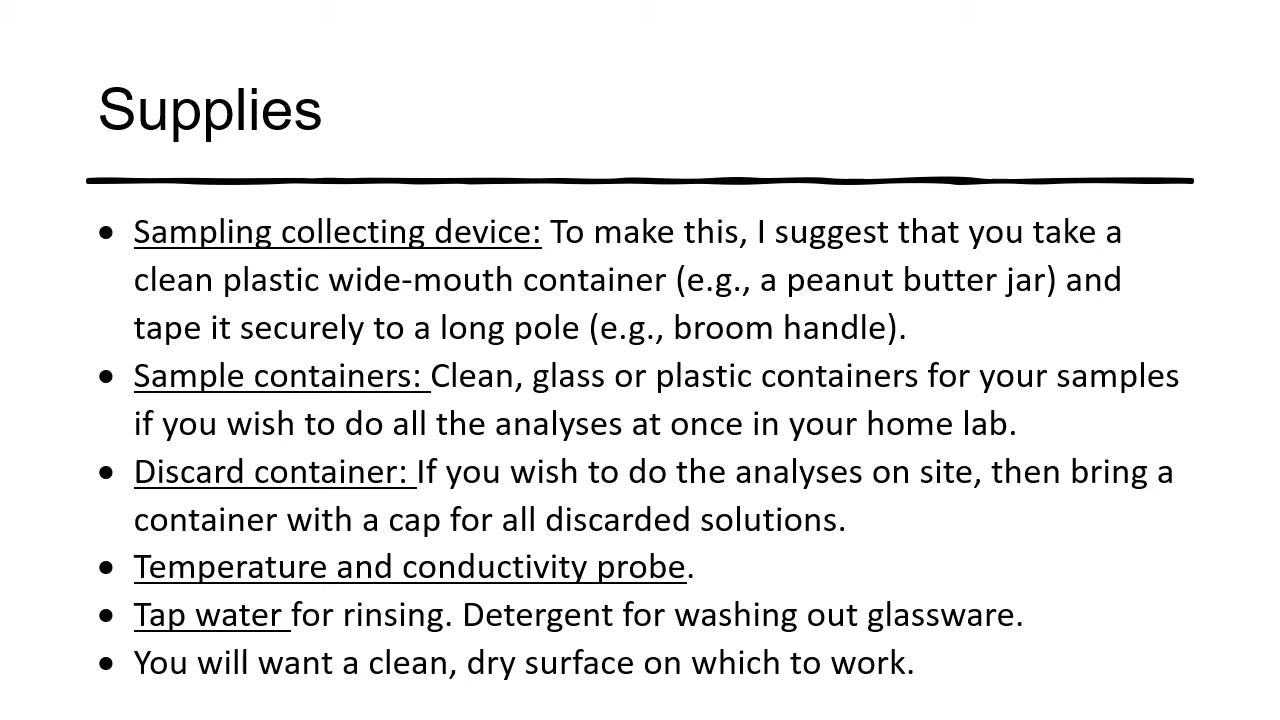 Supplies
• Sampling collecting device: To make this, I suggest that you take a
clean plastic wide-mouth container (e.g., a peanut butter jar) and
tape it securely to a long pole (e.g., broom handle).
• Sample containers: Clean, glass or plastic containers for your samples
if you wish to do all the analyses at once in your home lab.
• Discard container: If you wish to do the analyses on site, then bring a
container with a cap for all discarded solutions.
• Temperature and conductivity probe.
• Tap water for rinsing. Detergent for washing out glassware.
• You will want a clean, dry surface on which to work.